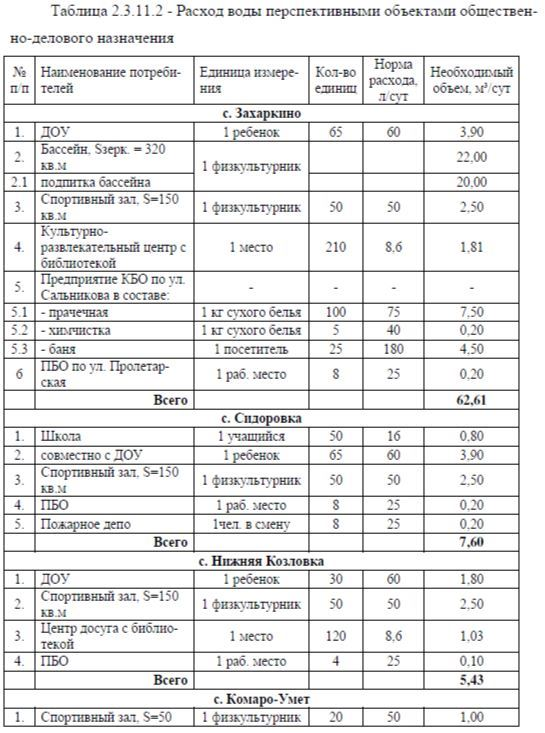 Таблица 2.3.11.2 - Расход воды перспективными объектами обществен-
но-делового назначения
№ п/п Наименование потреби- телей Единица измере- ния Кол-во единиц Норма расхода, л/сут Необходимый объем, м³/сут
с. Захаркино
1. ДОУ 1 ребенок 65 60 3,90
2. Бассейн, Sзерк. = 320 кв.м 1 физкультурник 22,00
2.1 подпитка бассейна 20,00
3. Спортивный зал, S=150 кв.м 1 физкультурник 50 50 2,50
4. Культурно- развлекательный центр с библиотекой 1 место 210 8,6 1,81
5. Предприятие КБО по ул. Сальникова в составе: - - - -
5.1 - прачечная 1 кг сухого белья 100 75 7,50
5.2 - химчистка 1 кг сухого белья 5 40 0,20
5.3 - баня 1 посетитель 25 180 4,50
6 ПБО по ул. Пролетар- ская 1 раб. место 8 25 0,20
Всего 62,61
с. Сидоровка
1. Школа 1 учащийся 50 16 0,80
2. совместно с ДОУ 1 ребенок 65 60 3,90
3. Спортивный зал, S=150 кв.м 1 физкультурник 50 50 2,50
4. ПБО 1 раб. место 8 25 0,20
5. Пожарное депо 1чел. в смену 8 25 0,20
Всего 7,60
с. Нижняя Козловка
1. ДОУ 1 ребенок 30 60 1,80
2. Спортивный зал, S=150 кв.м 1 физкультурник 50 50 2,50
3. Центр досуга с библио- текой 1 место 120 8,6 1,03
4. ПБО 1 раб. место 4 25 0,10
Всего 5,43
с. Комаро-Умет
1. Спортивный зал, S=50 1 физкультурник 20 50 1,00